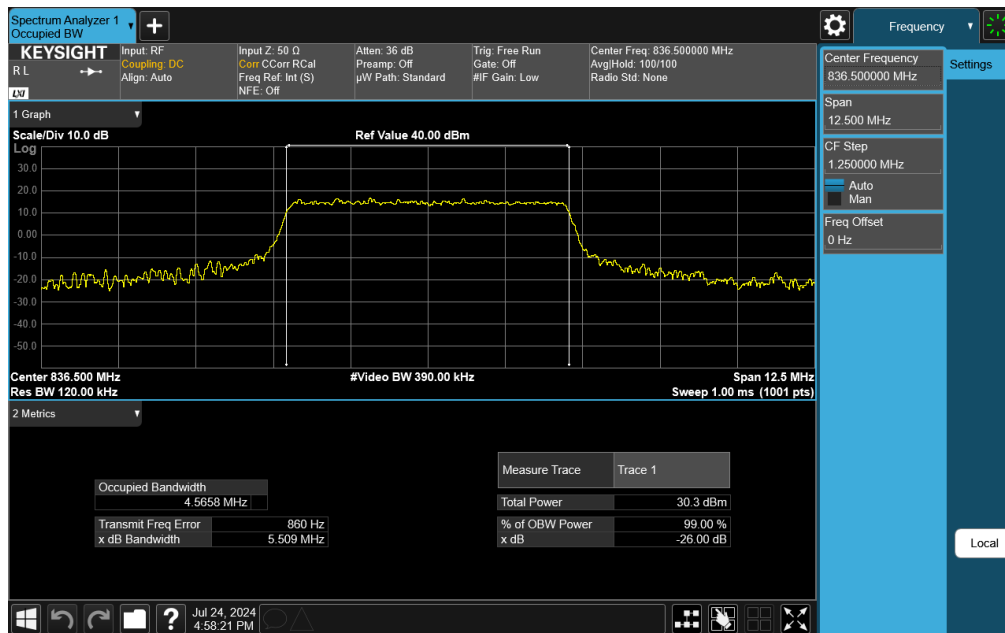 Spectrum Analyzer 1
Occupied BW
Frequency
KEYSIGHT
R L
LXI
Input: RF
Coupling: DC
Align: Auto
Input Z: 50 Ω
Corr CCorr RCal
Freq Ref: Int (S)
NFE: Off
Atten: 36 dB
Preamp: Off
µW Path: Standard
Trig: Free Run
Gate: Off
#IF Gain: Low
Center Freq: 836.500000 MHz
Avg|Hold: 100/100
Radio Std: None
Center Frequency
836.500000 MHz
Settings
Span
12.500 MHz
CF Step
1.250000 MHz
Auto
Man
Freq Offset
0 Hz
1 Graph
Scale/Div 10.0 dB
Ref Value 40.00 dBm
Log
30.0
20.0
10.0
0.00
-10.0
-20.0
-30.0
-40.0
-50.0
Center 836.500 MHz
#Video BW 390.00 kHz
Span 12.5 MHz
Res BW 120.00 kHz
Sweep 1.00 ms (1001 pts)
2 Metrics
Occupied Bandwidth
4.5658 MHz
Transmit Freq Error 860 Hz
x dB Bandwidth 5.509 MHz
Measure Trace Trace 1
Total Power 30.3 dBm
% of OBW Power 99.00 %
x dB -26.00 dB
Local
?
Jul 24, 2024
4:58:21 PM